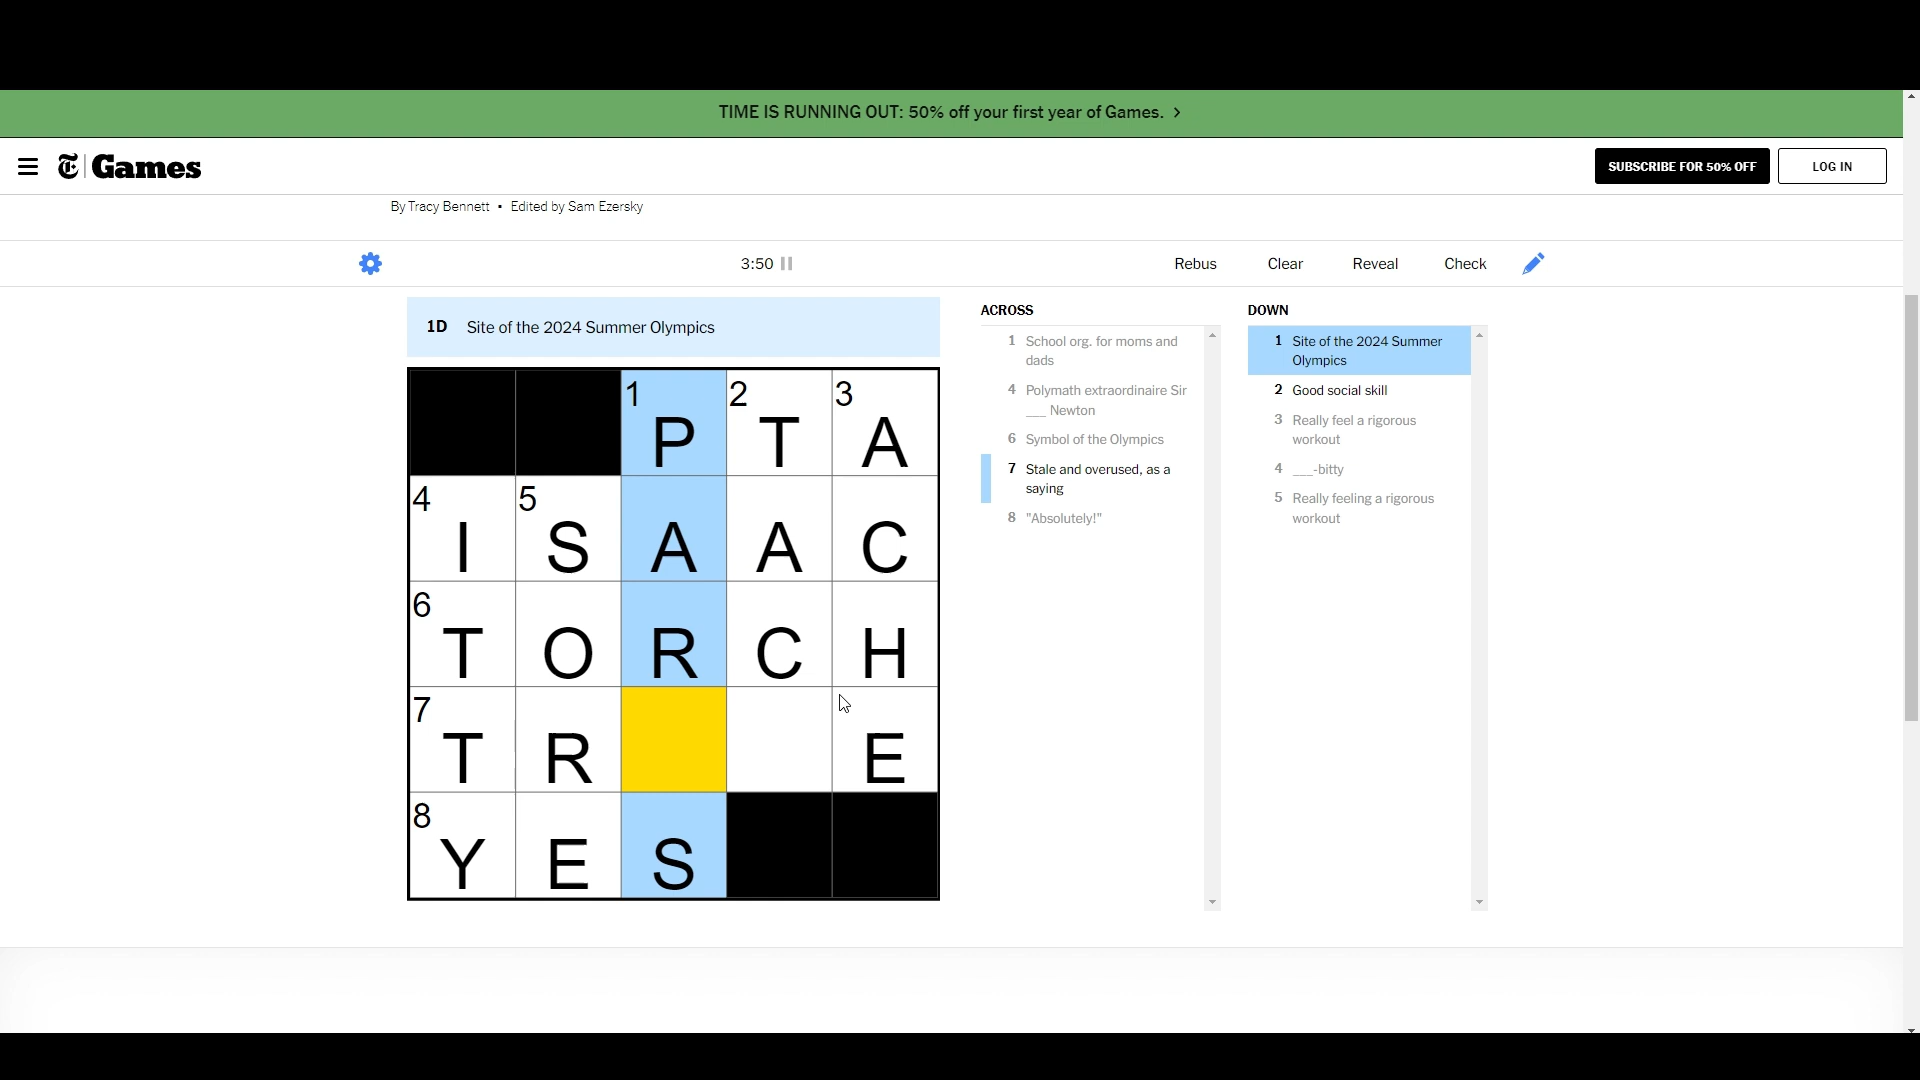 TIME IS RUNNING OUT: 50% off your first year of Games. >
T | Games
SUBSCRIBE FOR 50% OFF
LOG IN
By Tracy Bennett • Edited by Sam Ezersky
3:50
Rebus
Clear
Reveal
Check
1D Site of the 2024 Summer Olympics
1 P 2 T 3 A
4 I 5 S A A C
6 T O R C H
7 T R E
8 Y E S
ACROSS
1 School org. for moms and
dads
4 Polymath extraordinaire Sir
___ Newton
6 Symbol of the Olympics
7 Stale and overused, as a
saying
8 "Absolutely!"
DOWN
1 Site of the 2024 Summer
Olympics
2 Good social skill
3 Really feel a rigorous
workout
4 ___-bitty
5 Really feeling a rigorous
workout